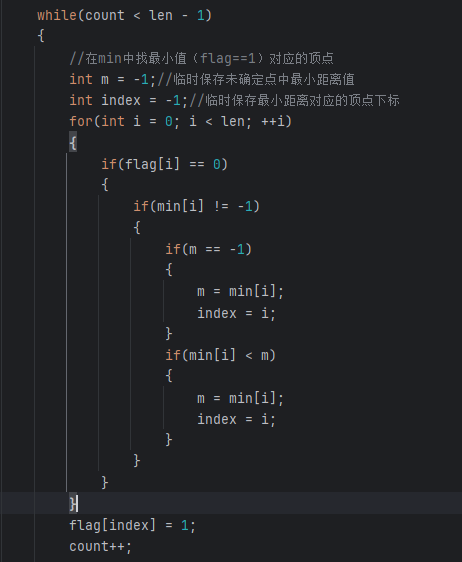 while(count < len - 1)
{
//在min中找最小值（flag==1）对应的顶点
int m = -1;//临时保存未确定点中最小距离值
int index = -1;//临时保存最小距离对应的顶点下标
for(int i = 0; i < len; ++i)
{
if(flag[i] == 0)
{
if(min[i] != -1)
{
if(m == -1)
{
m = min[i];
index = i;
}
if(min[i] < m)
{
m = min[i];
index = i;
}
}
}
}
flag[index] = 1;
count++;